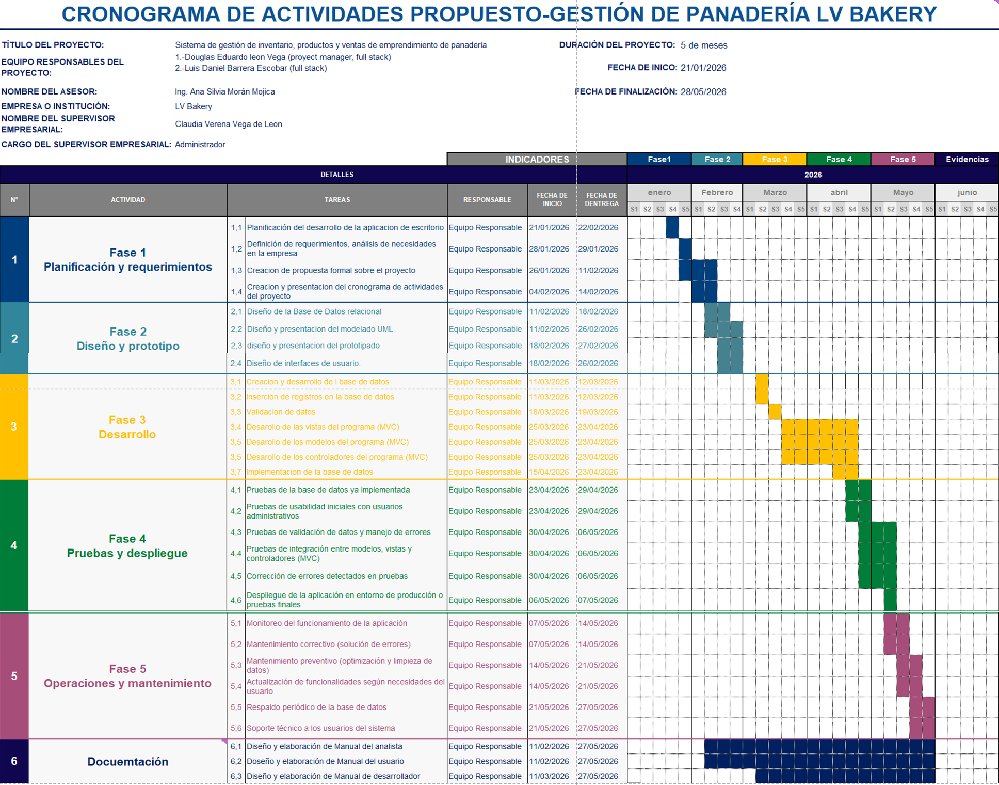 CRONOGRAMA DE ACTIVIDADES PROPUESTO-GESTIÓN DE PANADERÍA LV BAKERY
TÍTULO DEL PROYECTO: Sistema de gestión de inventario, productos y ventas de emprendimiento de panadería DURACIÓN DEL PROYECTO: 5 de meses
EQUIPO RESPONSABLES DEL PROYECTO: 1.-Douglas Eduardo leon Vega (proyect manager, full stack)
2.-Luis Daniel Barrera Escobar (full stack) FECHA DE INICO: 21/01/2026
NOMBRE DEL ASESOR: Ing. Ana Silvia Morán Mojica FECHA DE FINALIZACIÓN: 28/05/2026
EMPRESA O INSTITUCIÓN: LV Bakery
NOMBRE DEL SUPERVISOR EMPRESARIAL: Claudia Verena Vega de Leon
CARGO DEL SUPERVISOR EMPRESARIAL: Administrador
INDICADORES Fase1 Fase 2 Fase 3 Fase 4 Fase 5 Evidencias
DETALLES 2026
N° ACTIVIDAD TAREAS RESPONSABLE FECHA DE INICIO FECHA DE DENTREGA enero Febrero Marzo abril Mayo junio
S1 S2 S3 S4 S5 S1 S2 S3 S4 S1 S2 S3 S4 S5 S1 S2 S3 S4 S5 S1 S2 S3 S4 S5 S1 S2 S3 S4 S5
1 Fase 1 Planificación y requerimientos
1,1 Planificación del desarrollo de la aplicacion de escritorio Equipo Responsable 21/01/2026 22/02/2026
1,2 Definición de requerimientos, análisis de necesidades en la empresa Equipo Responsable 28/01/2026 29/01/2026
1,3 Creacion de propuesta formal sobre el proyecto Equipo Responsable 26/01/2026 11/02/2026
1,4 Creacion y presentacion del cronograma de actividades del proyecto Equipo Responsable 04/02/2026 14/02/2026
2 Fase 2 Diseño y prototipo
2,1 Diseño de la Base de Datos relacional Equipo Responsable 11/02/2026 18/02/2026
2,2 Diseño y presentacion del modelado UML Equipo Responsable 11/02/2026 26/02/2026
2,3 diseño y presentacion del prototipado Equipo Responsable 18/02/2026 27/02/2026
2,4 Diseño de interfaces de usuario. Equipo Responsable 18/02/2026 26/02/2026
3 Fase 3 Desarrollo
3,1 Creacion y desarrollo de l base de datos Equipo Responsable 11/03/2026 12/03/2026
3,2 Insercion de registros en la base de datos Equipo Responsable 11/03/2026 12/03/2026
3,3 Validacion de datos Equipo Responsable 18/03/2026 19/03/2026
3,4 Desarollo de las vistas del programa (MVC) Equipo Responsable 25/03/2026 23/04/2026
3,5 Desarollo de los modelos del programa (MVC) Equipo Responsable 25/03/2026 23/04/2026
3,5 Desarollo de los controladores del programa (MVC) Equipo Responsable 25/03/2026 23/04/2026
3,7 Implementacion de la base de datos Equipo Responsable 15/04/2026 23/04/2026
4 Fase 4 Pruebas y despliegue
4,1 Pruebas de la base de datos ya implementada Equipo Responsable 23/04/2026 29/04/2026
4,2 Pruebas de usabilidad iniciales con usuarios administrativos Equipo Responsable 23/04/2026 29/04/2026
4,3 Pruebas de validación de datos y manejo de errores Equipo Responsable 30/04/2026 06/05/2026
4,4 Pruebas de integración entre modelos, vistas y controladores (MVC) Equipo Responsable 30/04/2026 06/05/2026
4,5 Corrección de errores detectados en pruebas Equipo Responsable 30/04/2026 06/05/2026
4,6 Despliegue de la aplicación en entorno de producción o pruebas finales Equipo Responsable 06/05/2026 07/05/2026
5 Fase 5 Operaciones y mantenimiento
5,1 Monitoreo del funcionamiento de la aplicación Equipo Responsable 07/05/2026 14/05/2026
5,2 Mantenimiento correctivo (solución de errores) Equipo Responsable 07/05/2026 14/05/2026
5,3 Mantenimiento preventivo (optimización y limpieza de datos) Equipo Responsable 14/05/2026 21/05/2026
5,4 Actualización de funcionalidades según necesidades del usuario Equipo Responsable 14/05/2026 21/05/2026
5,5 Respaldo periódico de la base de datos Equipo Responsable 21/05/2026 27/05/2026
5,6 Soporte técnico a los usuarios del sistema Equipo Responsable 21/05/2026 27/05/2026
6 Docuemtación
6,1 Diseño y elaboración de Manual del analista Equipo Responsable 11/02/2026 27/05/2026
6,2 Doseño y elaboración de Manual del usuario Equipo Responsable 11/02/2026 27/05/2026
6,3 Diseño y elaboración de Manual de desarrollador Equipo Responsable 11/03/2026 27/05/2026